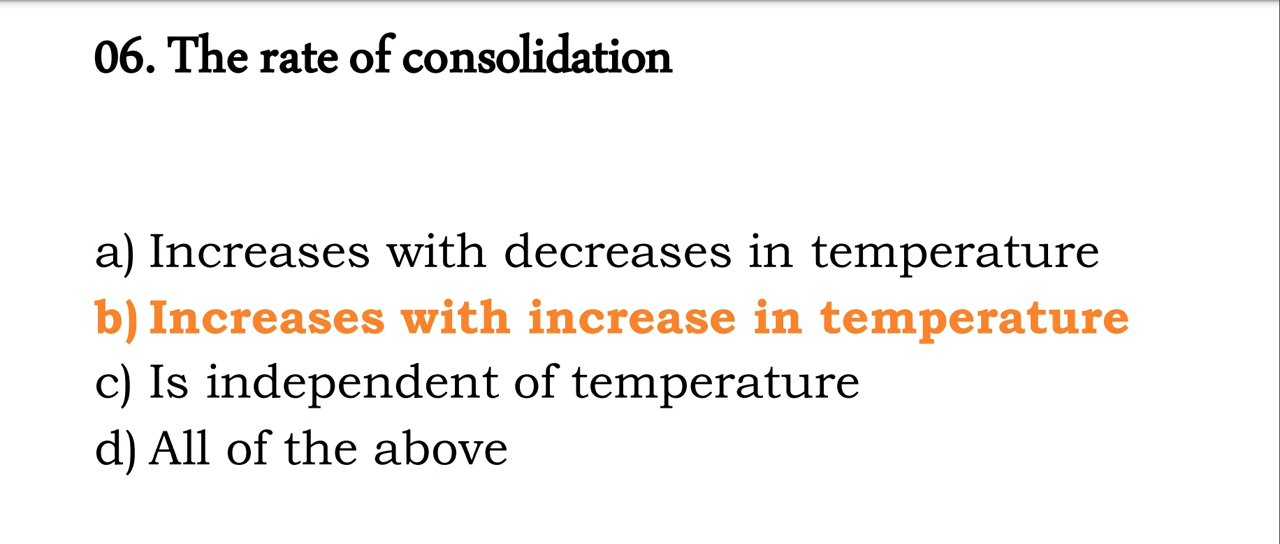 06. The rate of consolidation
a) Increases with decreases in temperature
b) Increases with increase in temperature
c) Is independent of temperature
d) All of the above